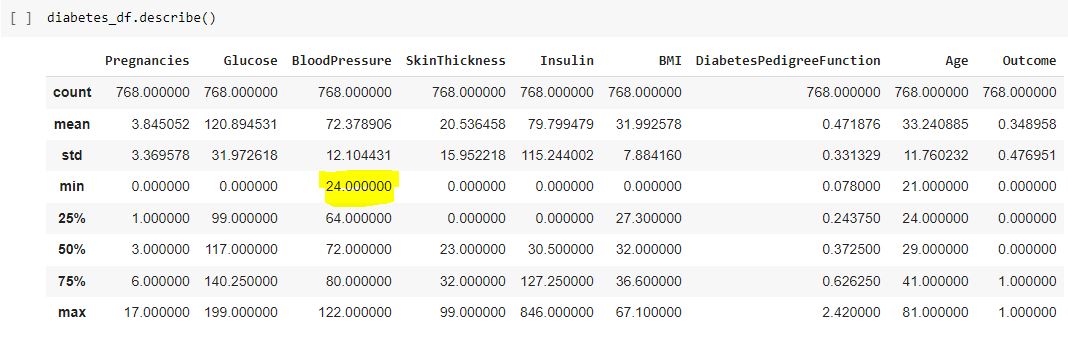 [ ] diabetes_df.describe()
Pregnancies Glucose BloodPressure SkinThickness Insulin BMI DiabetesPedigreeFunction Age Outcome
count 768.000000 768.000000 768.000000 768.000000 768.000000 768.000000 768.000000 768.000000 768.000000
mean 3.845052 120.894531 72.378906 20.536458 79.799479 31.992578 0.471876 33.240885 0.348958
std 3.369578 31.972618 12.104431 15.952218 115.244002 7.884160 0.331329 11.760232 0.476951
min 0.000000 0.000000 24.000000 0.000000 0.000000 0.000000 0.078000 21.000000 0.000000
25% 1.000000 99.000000 64.000000 0.000000 0.000000 27.300000 0.243750 24.000000 0.000000
50% 3.000000 117.000000 72.000000 23.000000 30.500000 32.000000 0.372500 29.000000 0.000000
75% 6.000000 140.250000 80.000000 32.000000 127.250000 36.600000 0.626250 41.000000 1.000000
max 17.000000 199.000000 122.000000 99.000000 846.000000 67.100000 2.420000 81.000000 1.000000